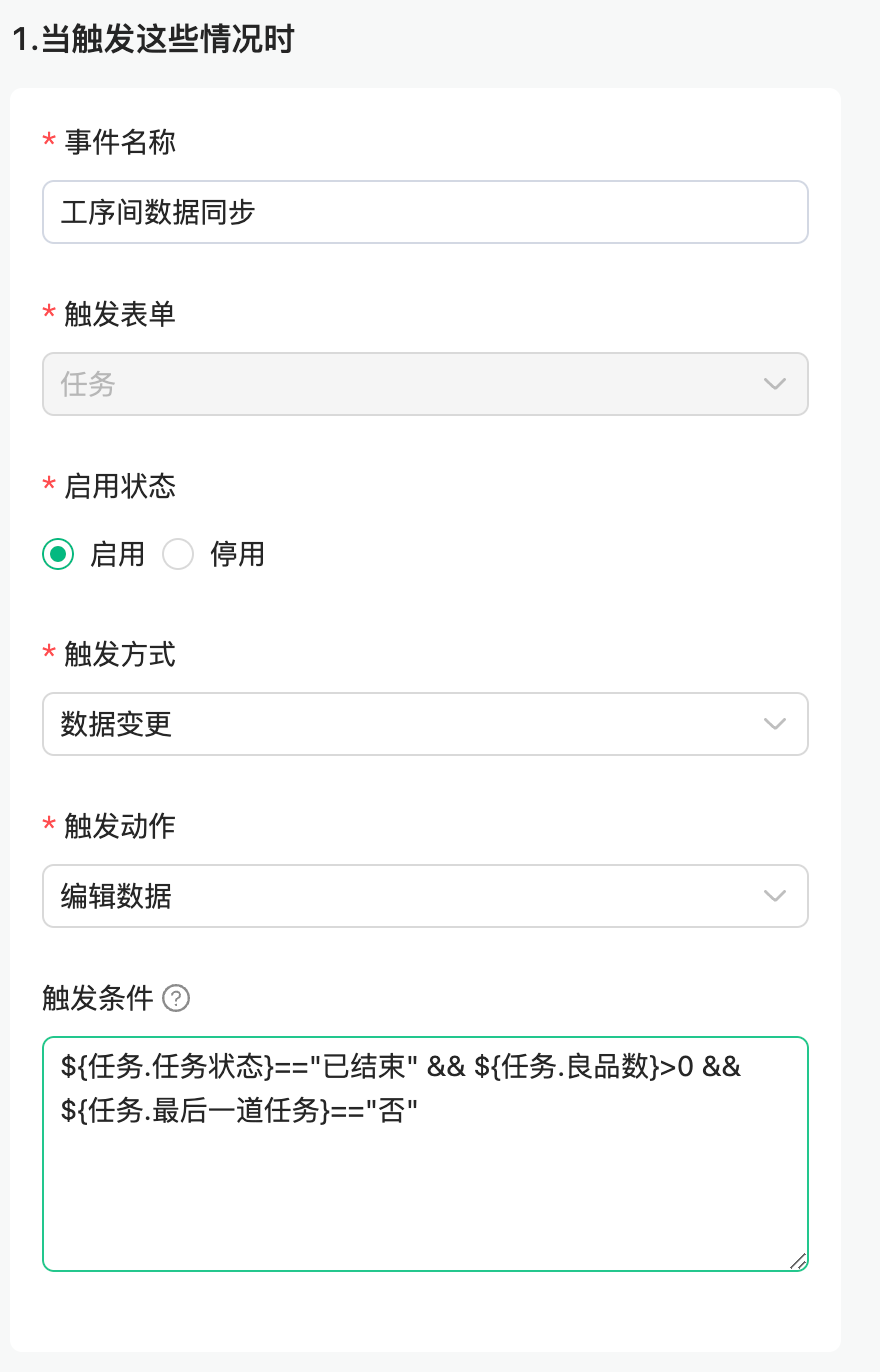 1.当触发这些情况时
* 事件名称
工序间数据同步
* 触发表单
任务
* 启用状态
启用 停用
* 触发方式
数据变更
* 触发动作
编辑数据
触发条件 ?
${任务.任务状态}=="已结束" && ${任务.良品数}>0 &&
${任务.最后一道任务}=="否"